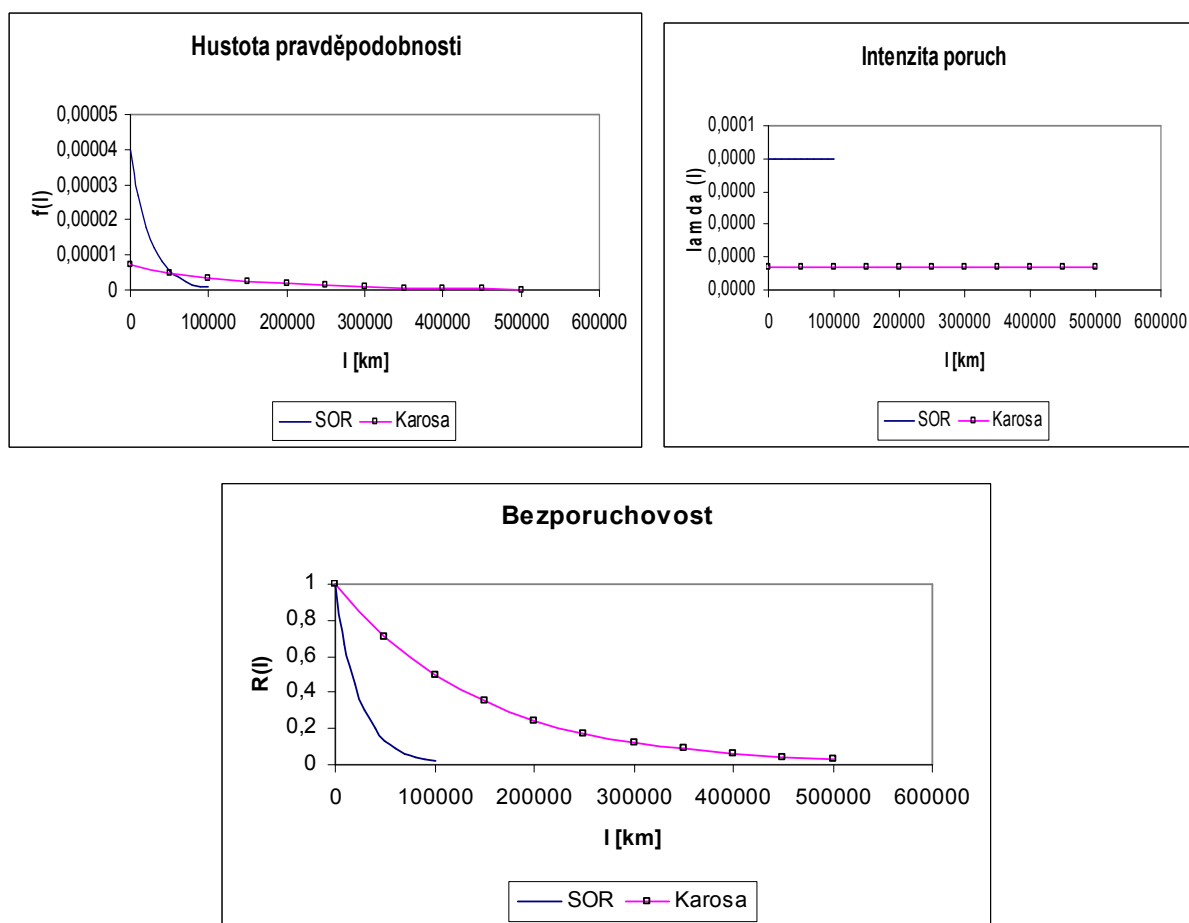 Hustota pravděpodobnosti
0,00005
0,00004
0,00003
0,00002
0,00001
0
f(l)
0 100000 200000 300000 400000 500000 600000
l [km]
SOR Karosa
Intenzita poruch
0,0001
0,0000
0,0000
0,0000
0,0000
0,0000
lamda (l)
0 100000 200000 300000 400000 500000 600000
l [km]
SOR Karosa
Bezporuchovost
1
0,8
0,6
0,4
0,2
0
R(l)
0 100000 200000 300000 400000 500000 600000
l [km]
SOR Karosa